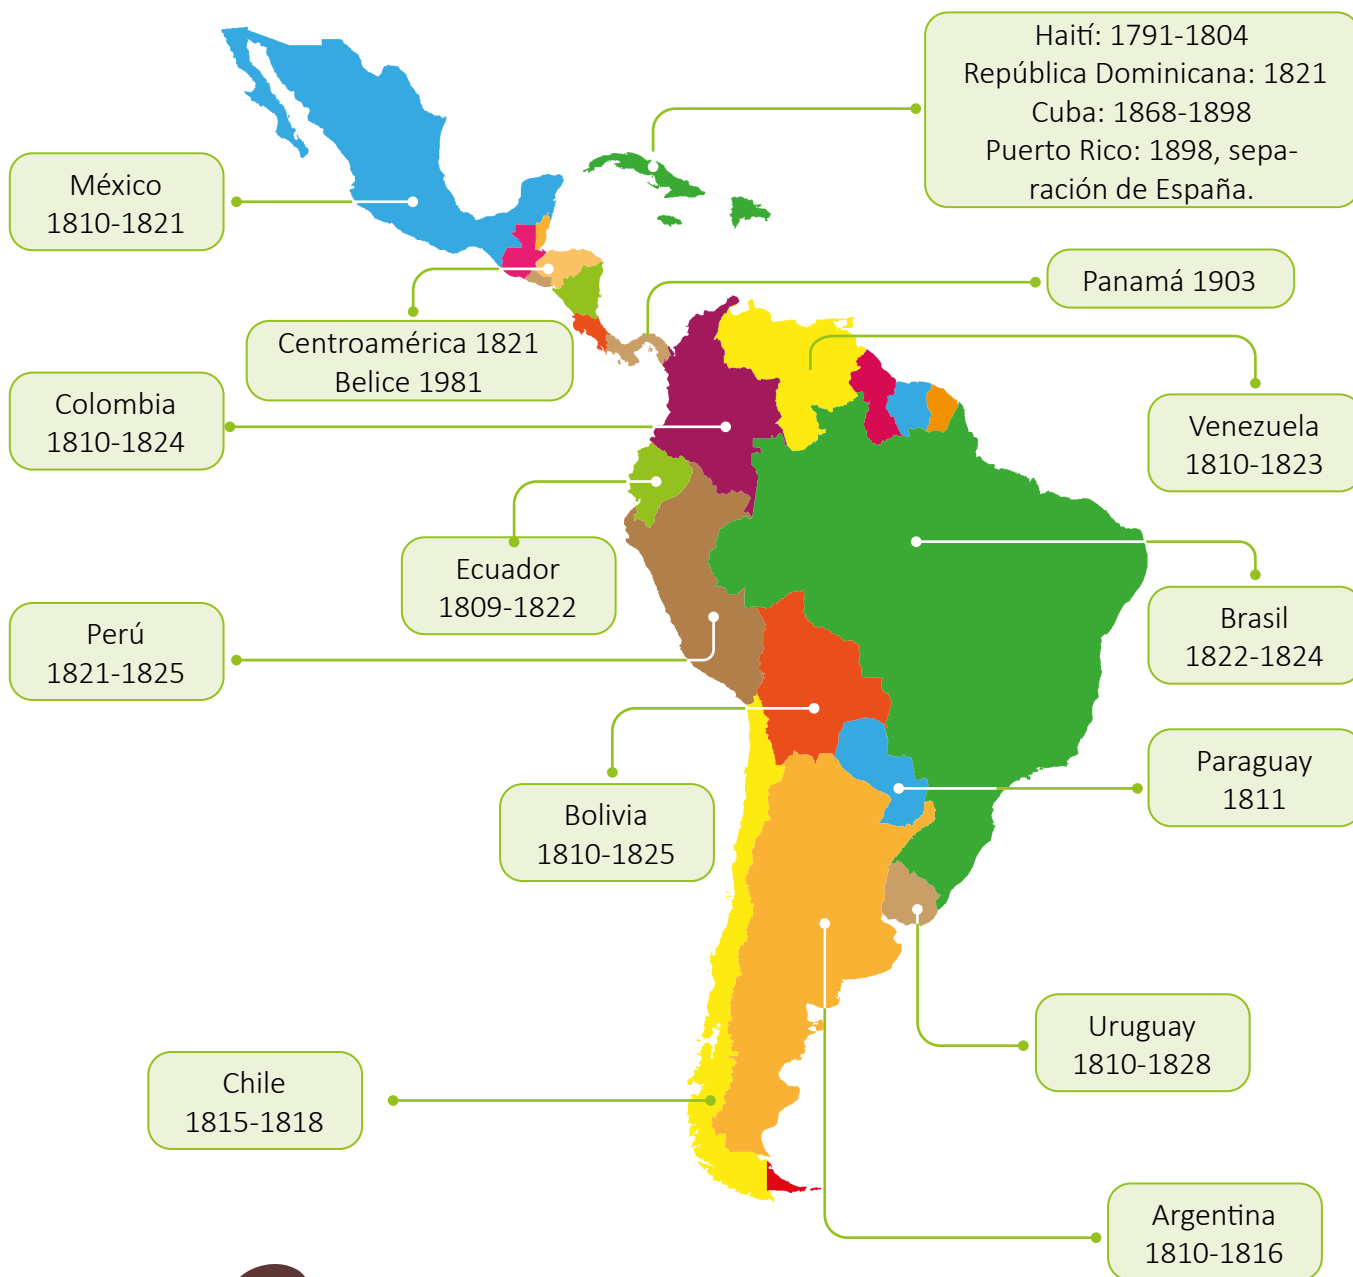 Haití: 1791-1804
República Dominicana: 1821
Cuba: 1868-1898
Puerto Rico: 1898, sepa-
ración de España.
México
1810-1821
Panamá 1903
Centroamérica 1821
Belice 1981
Colombia
1810-1824
Venezuela
1810-1823
Ecuador
1809-1822
Perú
1821-1825
Brasil
1822-1824
Paraguay
1811
Bolivia
1810-1825
Uruguay
1810-1828
Chile
1815-1818
Argentina
1810-1816